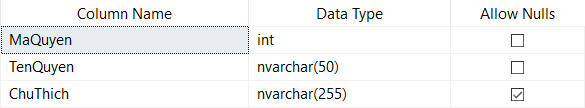 Column Name Data Type Allow Nulls
MaQuyen int
TenQuyen nvarchar(50)
ChuThich nvarchar(255)